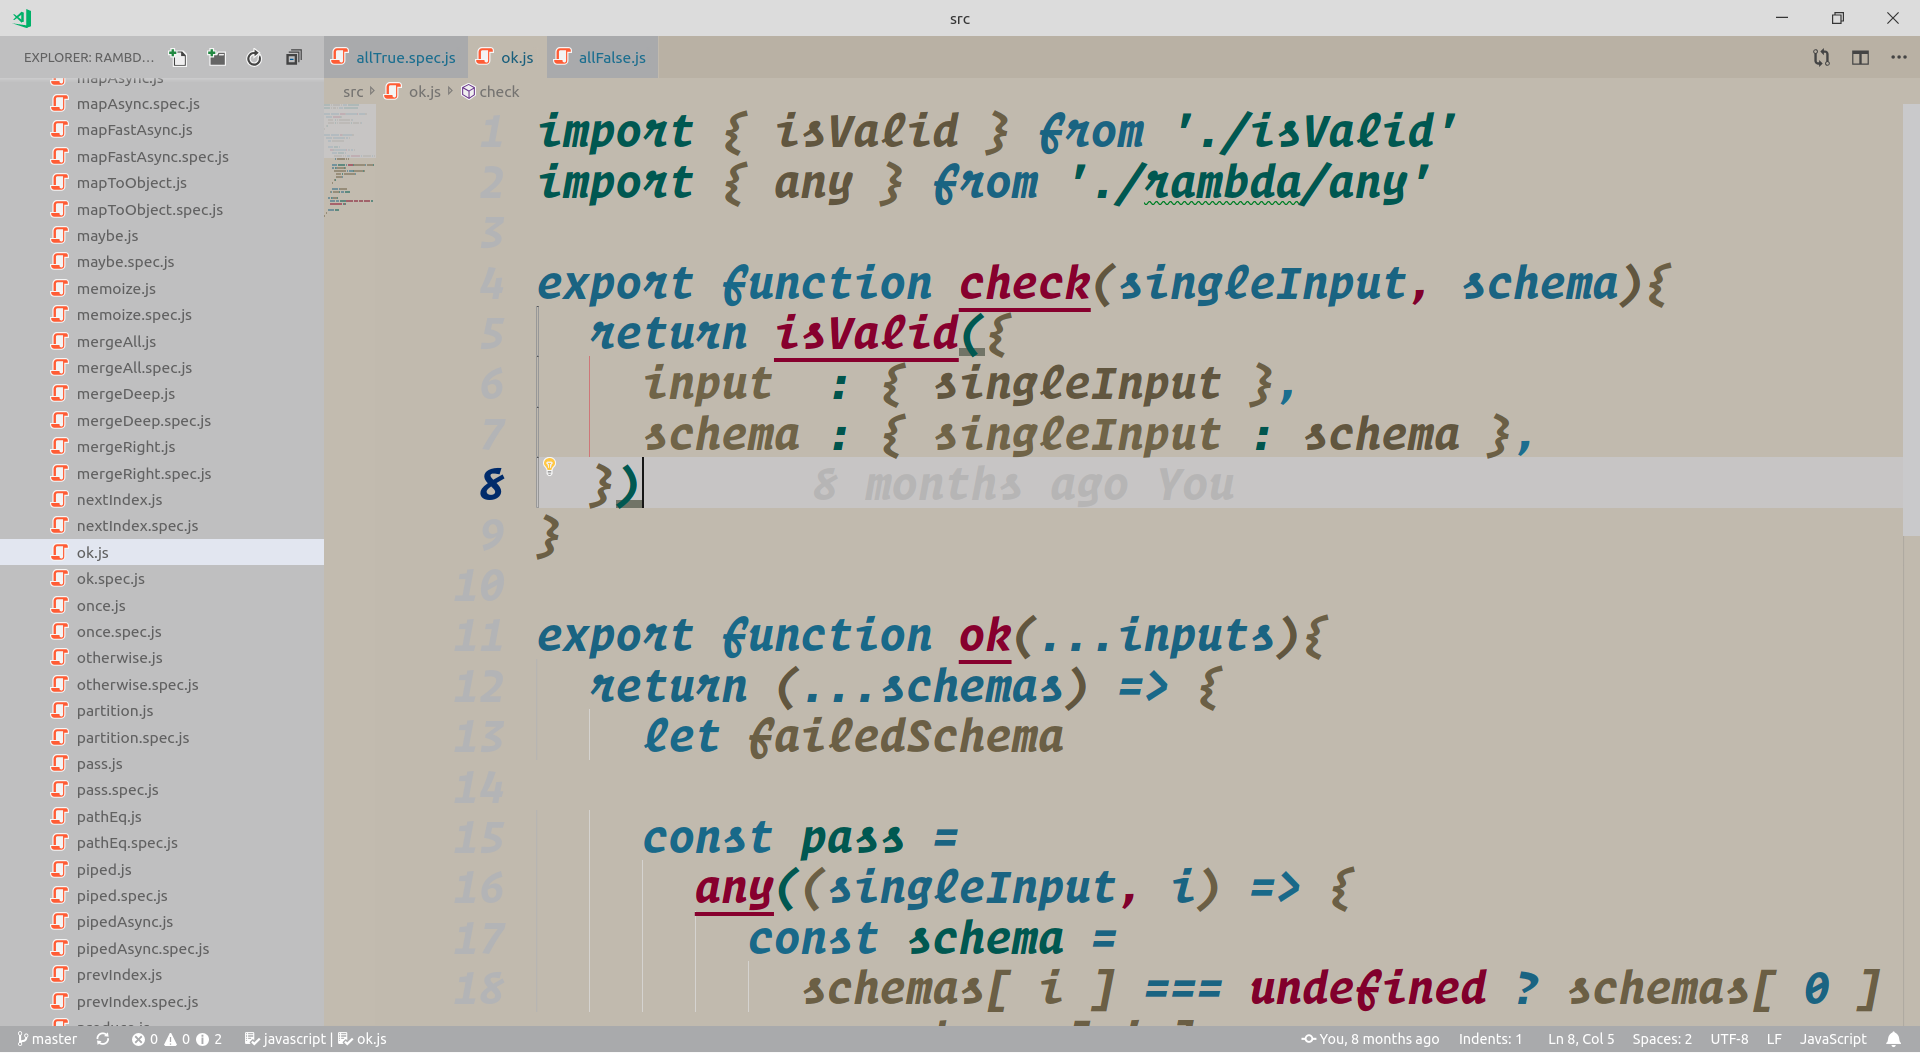 src
EXPLORER: RAMBD...
allTrue.spec.js
ok.js
allFalse.js
src ok.js check
mapAsync.js
mapAsync.spec.js
mapFastAsync.js
mapFastAsync.spec.js
mapToObject.js
mapToObject.spec.js
maybe.js
maybe.spec.js
memoize.js
memoize.spec.js
mergeAll.js
mergeAll.spec.js
mergeDeep.js
mergeDeep.spec.js
mergeRight.js
mergeRight.spec.js
nextIndex.js
nextIndex.spec.js
ok.js
ok.spec.js
once.js
once.spec.js
otherwise.js
otherwise.spec.js
partition.js
partition.spec.js
pass.js
pass.spec.js
pathEq.js
pathEq.spec.js
piped.js
piped.spec.js
pipedAsync.js
pipedAsync.spec.js
prevIndex.js
prevIndex.spec.js
1 import { isValid } from './isValid'
2 import { any } from './rambda/any'
3
4 export function check(singleInput, schema){
5 return isValid({
6 input : { singleInput },
7 schema : { singleInput : schema },
8 }) 8 months ago You
9 }
10
11 export function ok(...inputs){
12 return (...schemas) => {
13 let failedSchema
14
15 const pass =
16 any((singleInput, i) => {
17 const schema =
18 schemas[ i ] === undefined ? schemas[ 0 ]
master 0 0 2 javascript | ok.js You, 8 months ago Indents: 1 Ln 8, Col 5 Spaces: 2 UTF-8 LF JavaScript